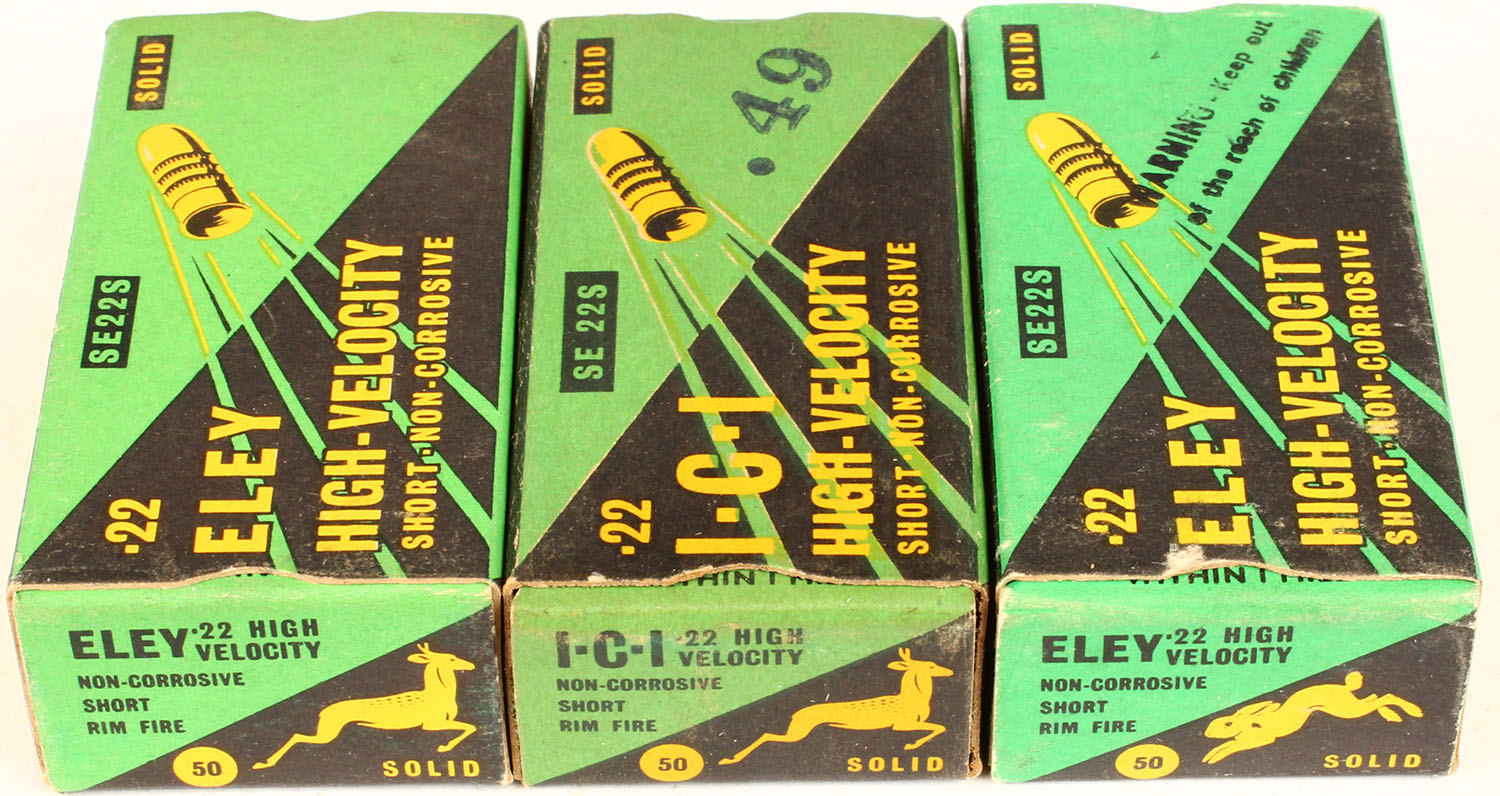 SOLID
SE22S
.22
ELEY
HIGH-VELOCITY
SHORT·NON-CORROSIVE
ELEY .22 HIGH
VELOCITY
NON-CORROSIVE
SHORT
RIM FIRE
50
SOLID
SOLID
.49
SE 22S
.22
I·C·I
HIGH-VELOCITY
SHORT·NON-CORROSIVE
I-C-I .22 HIGH
VELOCITY
NON-CORROSIVE
SHORT
RIM FIRE
50
SOLID
SOLID
WARNING - Keep out
of the reach of children
SE22S
.22
ELEY
HIGH-VELOCITY
SHORT·NON-CORROSIVE
WITHIN 1
ELEY .22 HIGH
VELOCITY
NON-CORROSIVE
SHORT
RIM FIRE
50
SOLID